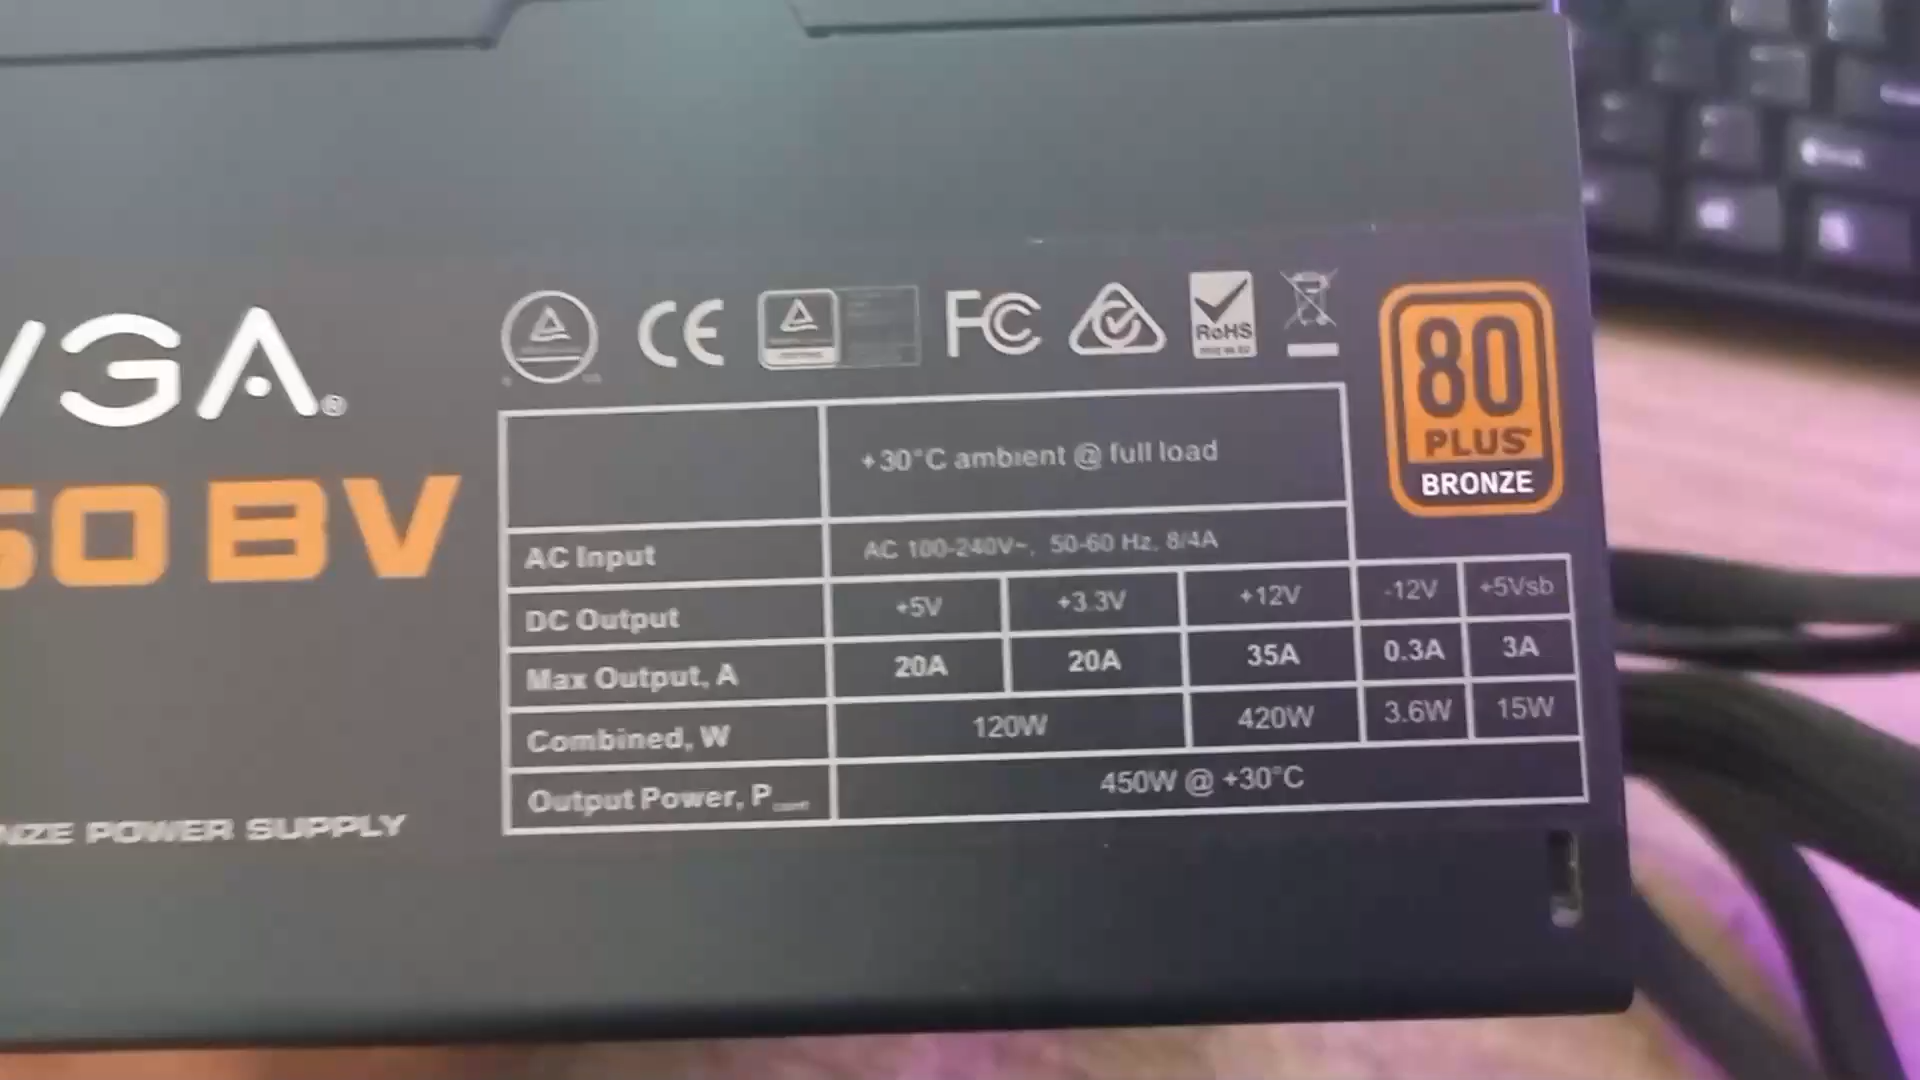 VGA®
CE
FC
RoHS
80
PLUS
BRONZE
50 BV
+30°C ambient @ full load
AC Input AC 100-240V~, 50-60 Hz, 8/4A
DC Output +5V +3.3V +12V -12V +5Vsb
Max Output, A 20A 20A 35A 0.3A 3A
Combined, W 120W 420W 3.6W 15W
Output Power, P 450W @ +30°C
NZE POWER SUPPLY